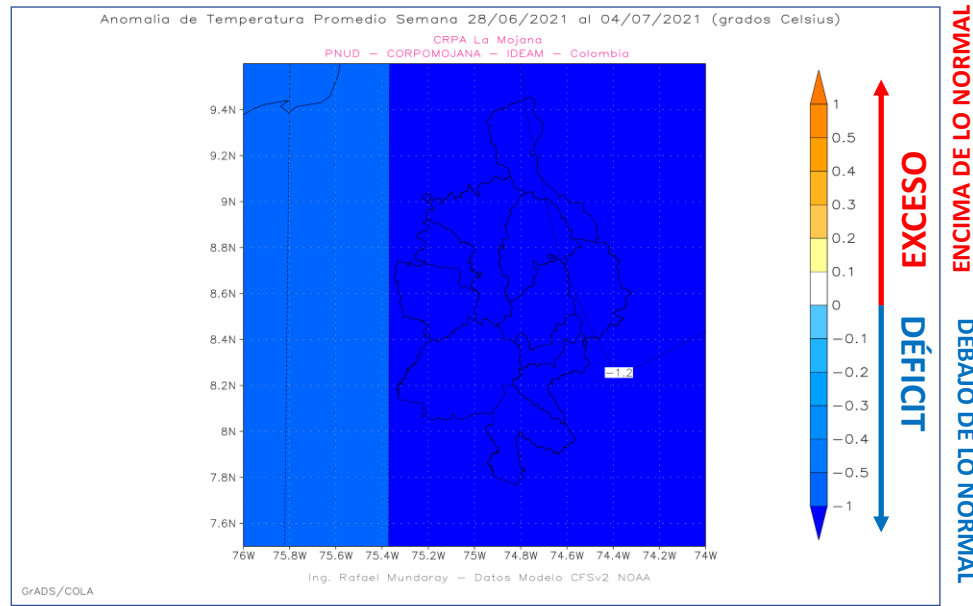 Anomalia de Temperatura Promedio Semana 28/06/2021 al 04/07/2021 (grados Celsius)
CRPA La Mojana
PNUD – CORPOMOJANA – IDEAM – Colombia
9.4N
9.2N
9N
8.8N
8.6N
8.4N
8.2N
8N
7.8N
7.6N
76W 75.8W 75.6W 75.4W 75.2W 75W 74.8W 74.6W 74.4W 74.2W 74W
−1.2
1
0.5
0.4
0.3
0.2
0.1
0
−0.1
−0.2
−0.3
−0.4
−0.5
−1
EXCESO
DÉFICIT
ENCIMA DE LO NORMAL
DEBAJO DE LO NORMAL
Ing. Rafael Mundaray – Datos Modelo CFSv2 NOAA
GrADS/COLA